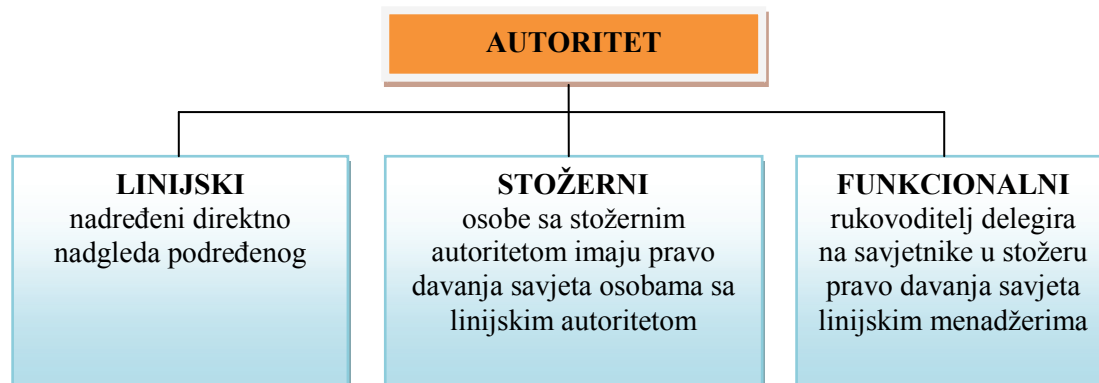 AUTORITET
LINIJSKI
nadređeni direktno
nadgleda podređenog
STOŽERNI
osobe sa stožernim
autoritetom imaju pravo
davanja savjeta osobama sa
linijskim autoritetom
FUNKCIONALNI
rukovoditelj delegira
na savjetnike u stožeru
pravo davanja savjeta
linijskim menadžerima